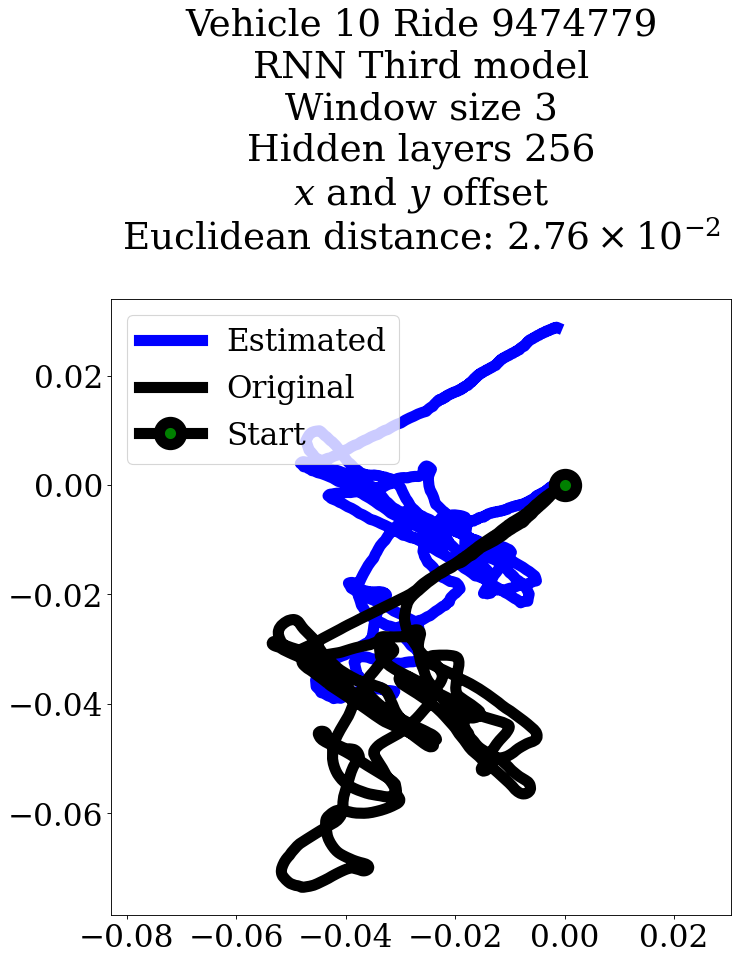 Vehicle 10 Ride 9474779
RNN Third model
Window size 3
Hidden layers 256
x and y offset
Euclidean distance: 2.76 × 10⁻²
Estimated
Original
Start
0.02
0.00
−0.02
−0.04
−0.06
−0.08 −0.06 −0.04 −0.02 0.00 0.02